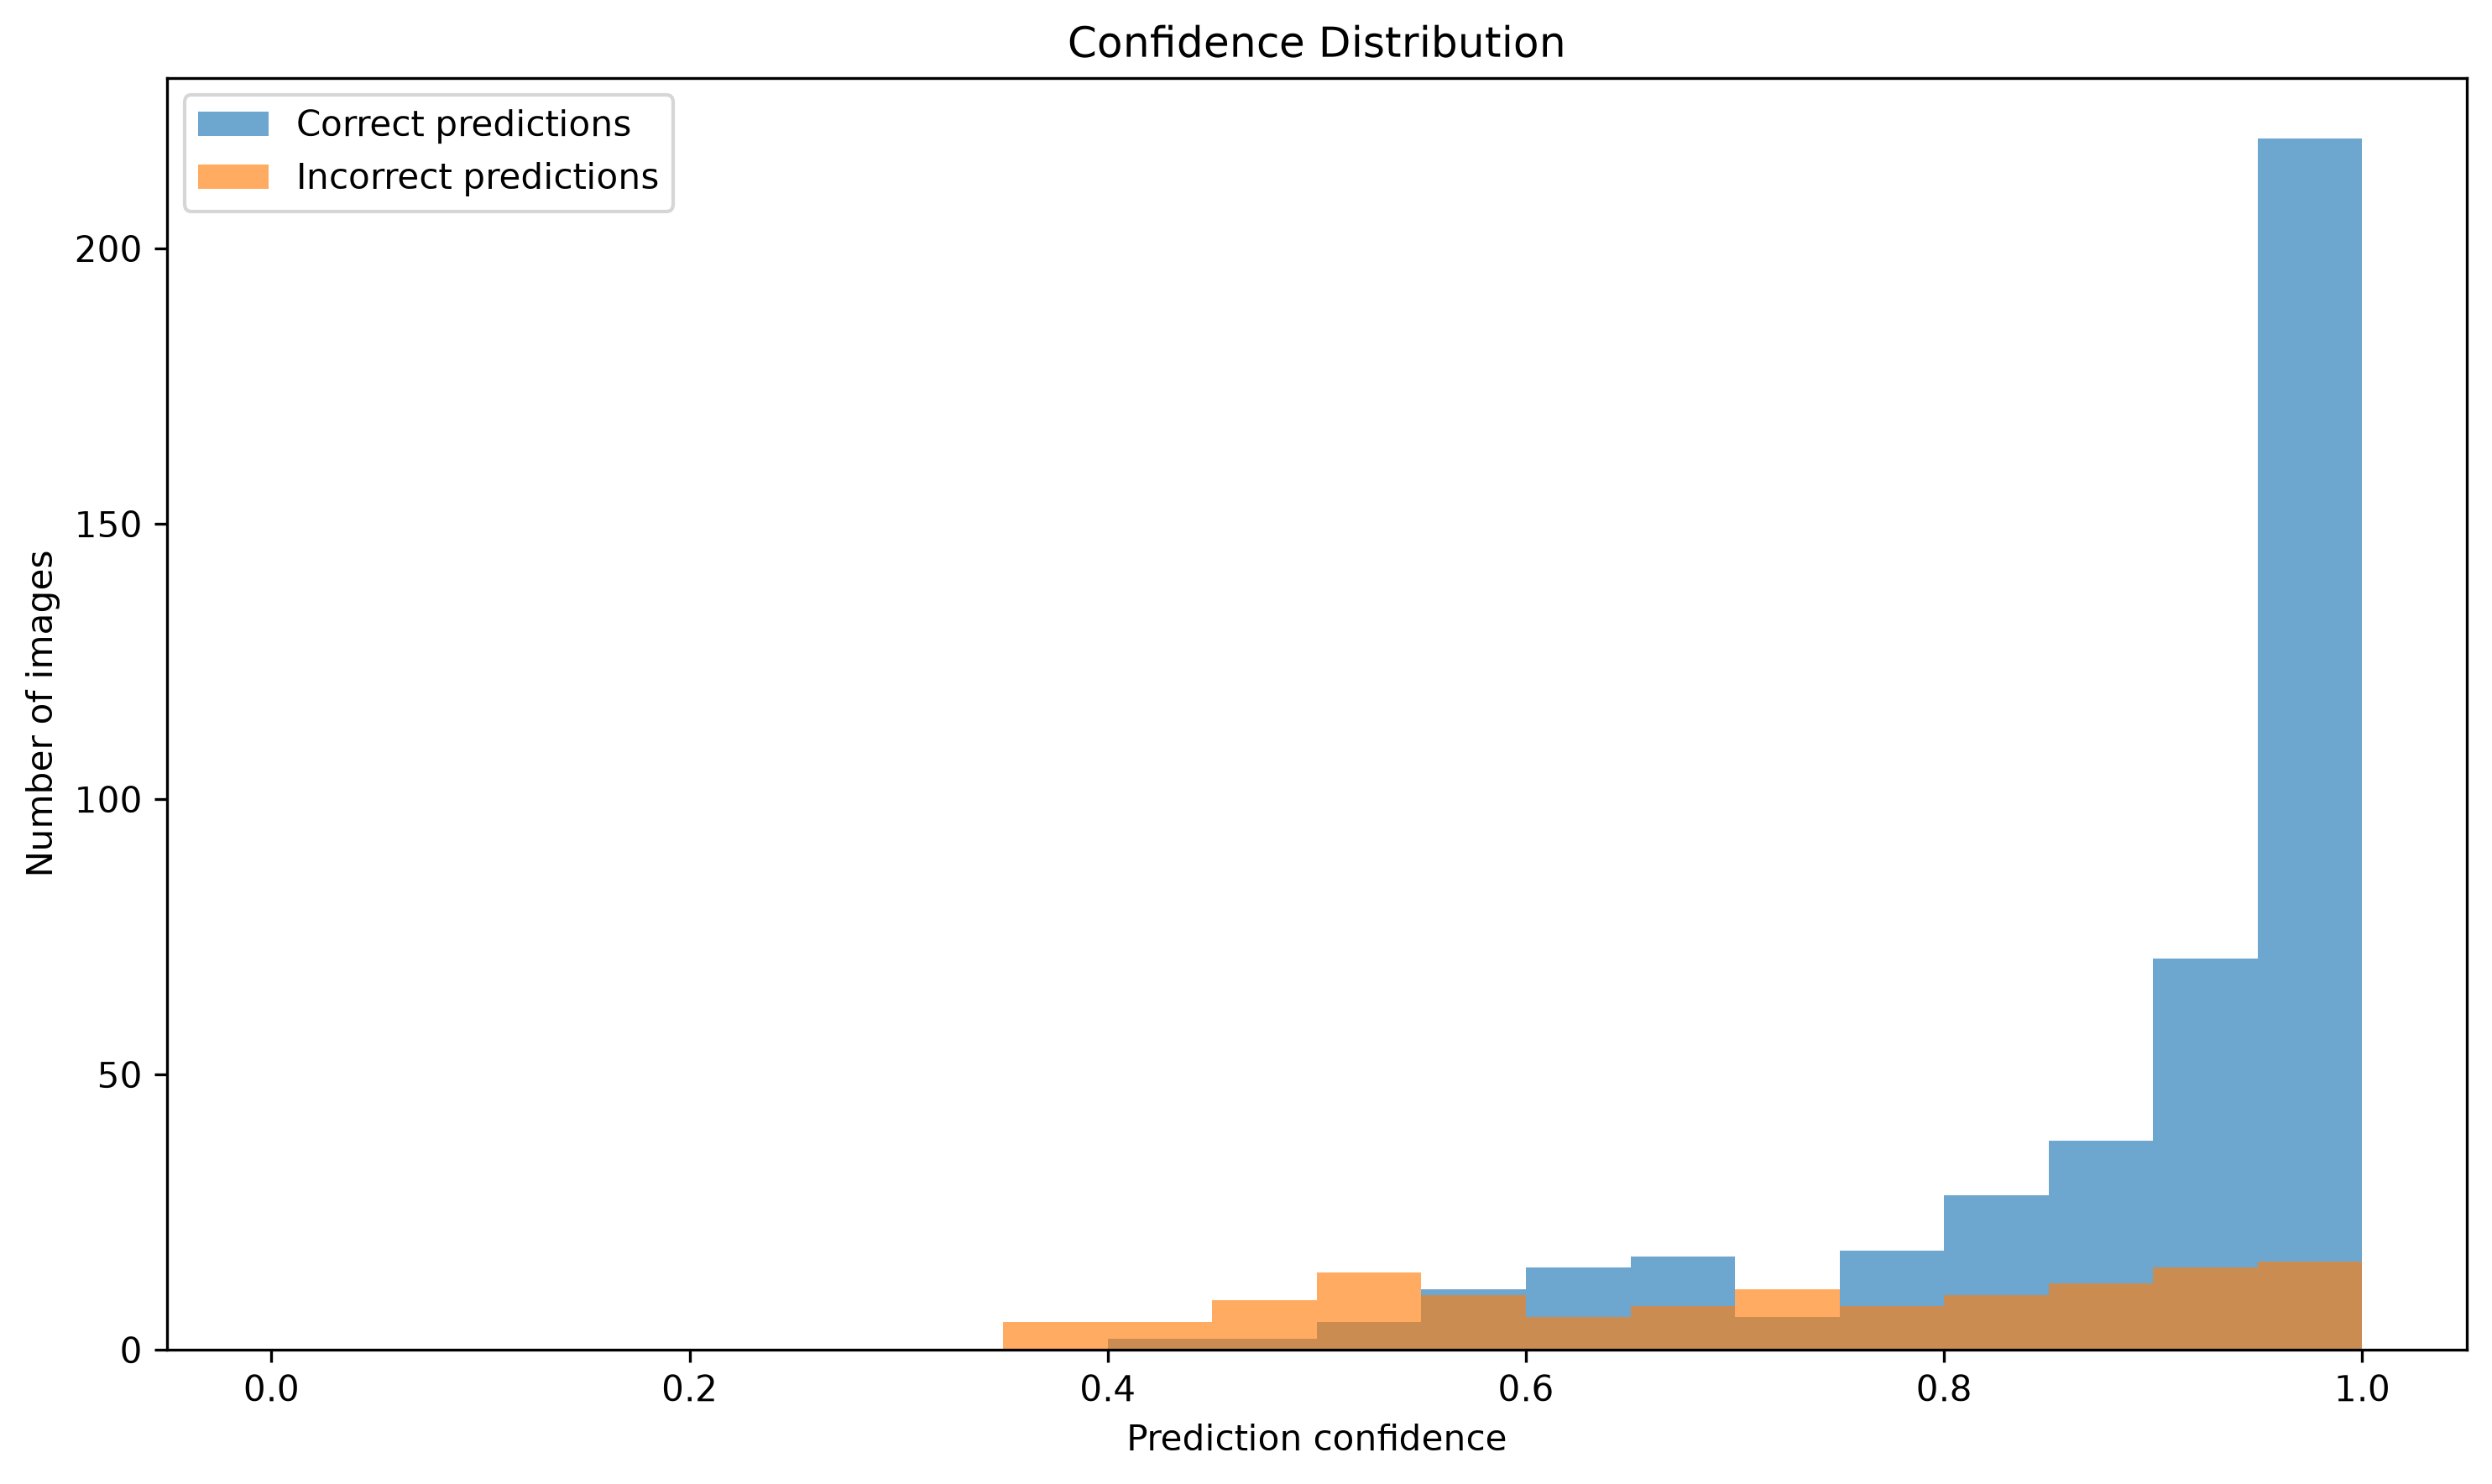 Confidence Distribution
Correct predictions
Incorrect predictions
200
150
100
50
0
Number of images
0.0 0.2 0.4 0.6 0.8 1.0
Prediction confidence